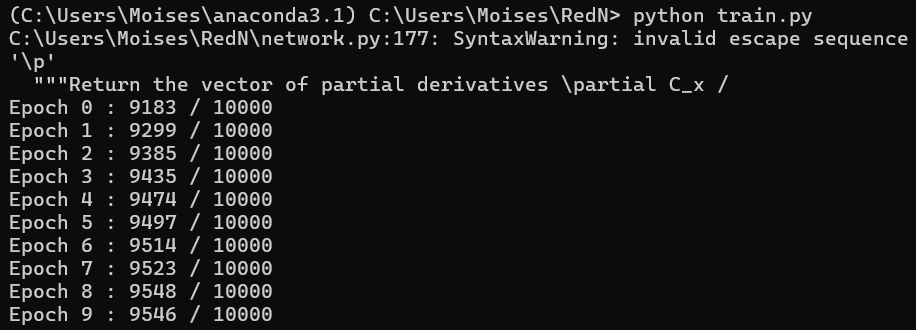 (C:\Users\Moises\anaconda3.1) C:\Users\Moises\RedN> python train.py
C:\Users\Moises\RedN\network.py:177: SyntaxWarning: invalid escape sequence
'\p'
  """Return the vector of partial derivatives \partial C_x /
Epoch 0 : 9183 / 10000
Epoch 1 : 9299 / 10000
Epoch 2 : 9385 / 10000
Epoch 3 : 9435 / 10000
Epoch 4 : 9474 / 10000
Epoch 5 : 9497 / 10000
Epoch 6 : 9514 / 10000
Epoch 7 : 9523 / 10000
Epoch 8 : 9548 / 10000
Epoch 9 : 9546 / 10000